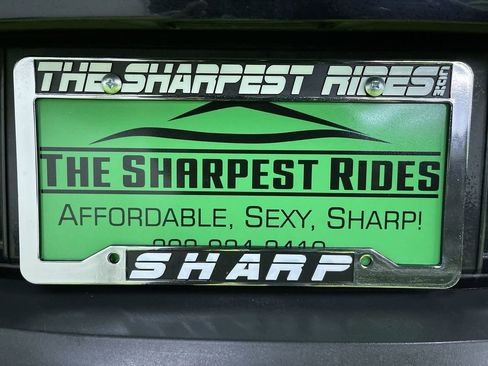 THE SHARPEST RIDES
THE SHARPEST RIDES
AFFORDABLE, SEXY, SHARP!
SHARP